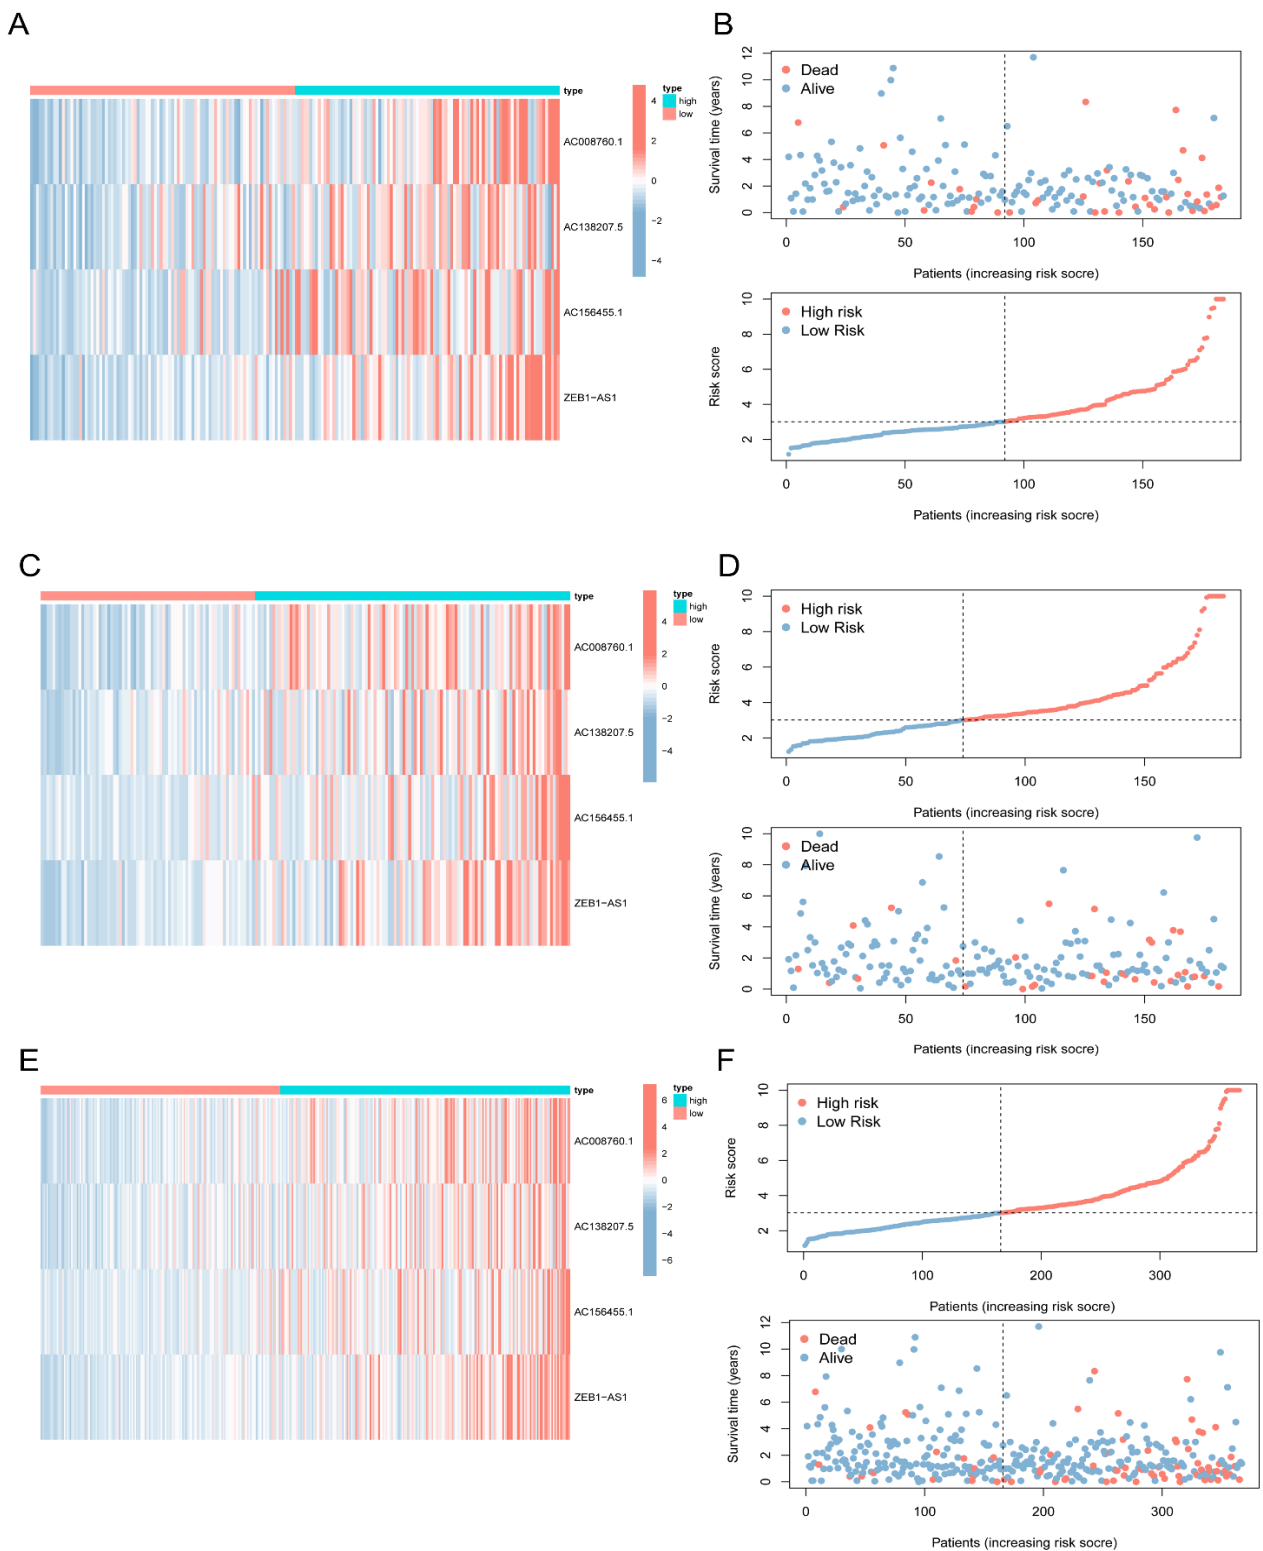 A
type
AC008760.1
AC138207.5
AC156455.1
ZEB1-AS1
4
2
0
−2
−4
type
high
low
B
Dead
Alive
Survival time (years)
0 2 4 6 8 10 12
0 50 100 150
Patients (increasing risk socre)
High risk
Low Risk
Risk score
2 4 6 8 10
0 50 100 150
Patients (increasing risk socre)
C
type
AC008760.1
AC138207.5
AC156455.1
ZEB1-AS1
4
2
0
−2
−4
type
high
low
D
High risk
Low Risk
Risk score
2 4 6 8 10
0 50 100 150
Patients (increasing risk socre)
Dead
Alive
Survival time (years)
0 2 4 6 8 10
0 50 100 150
Patients (increasing risk socre)
E
type
AC008760.1
AC138207.5
AC156455.1
ZEB1-AS1
6
4
2
0
−2
−4
−6
type
high
low
F
High risk
Low Risk
Risk score
2 4 6 8 10
0 100 200 300
Patients (increasing risk socre)
Dead
Alive
Survival time (years)
0 2 4 6 8 10 12
0 100 200 300
Patients (increasing risk socre)